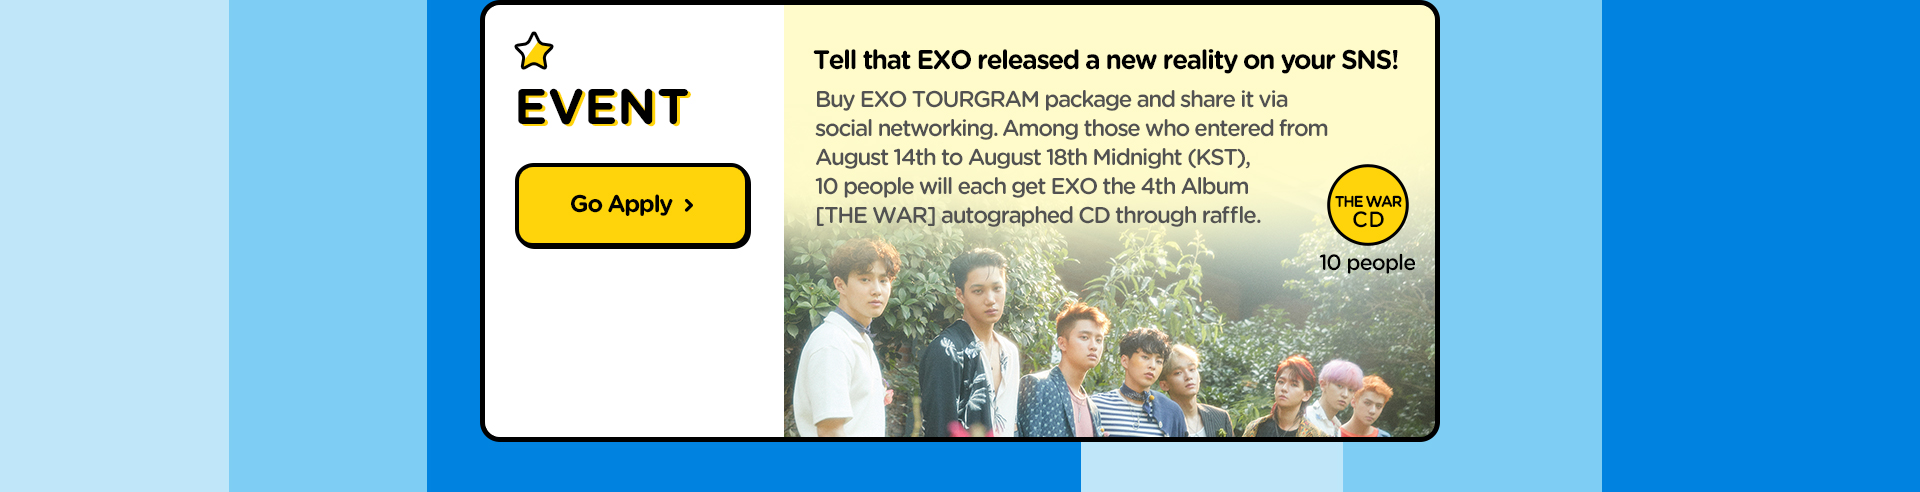 EVENT
Go Apply
Tell that EXO released a new reality on your SNS!
Buy EXO TOURGRAM package and share it via
social networking. Among those who entered from
August 14th to August 18th Midnight (KST),
10 people will each get EXO the 4th Album
[THE WAR] autographed CD through raffle.
THE WAR
CD
10 people